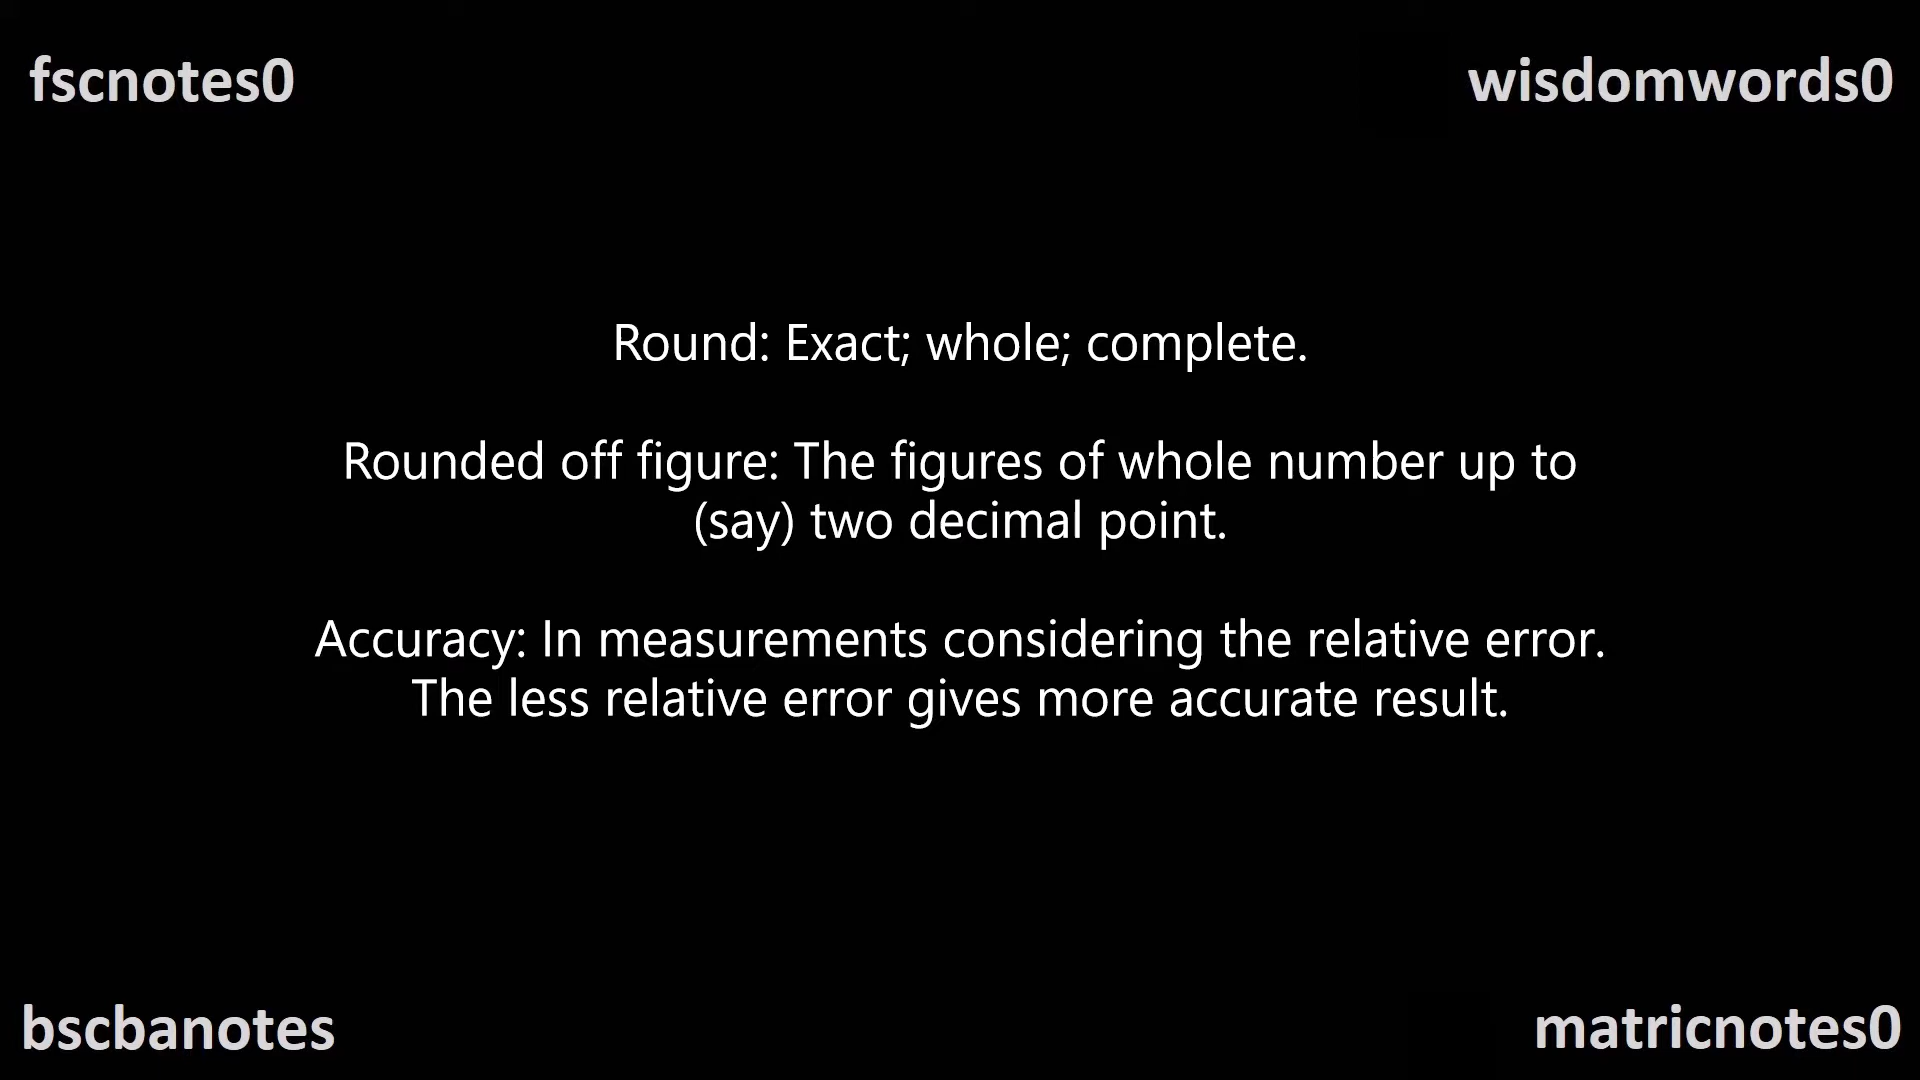 fscnotes0
wisdomwords0
Round: Exact; whole; complete.
Rounded off figure: The figures of whole number up to
(say) two decimal point.
Accuracy: In measurements considering the relative error.
The less relative error gives more accurate result.
bscbanotes
matricnotes0